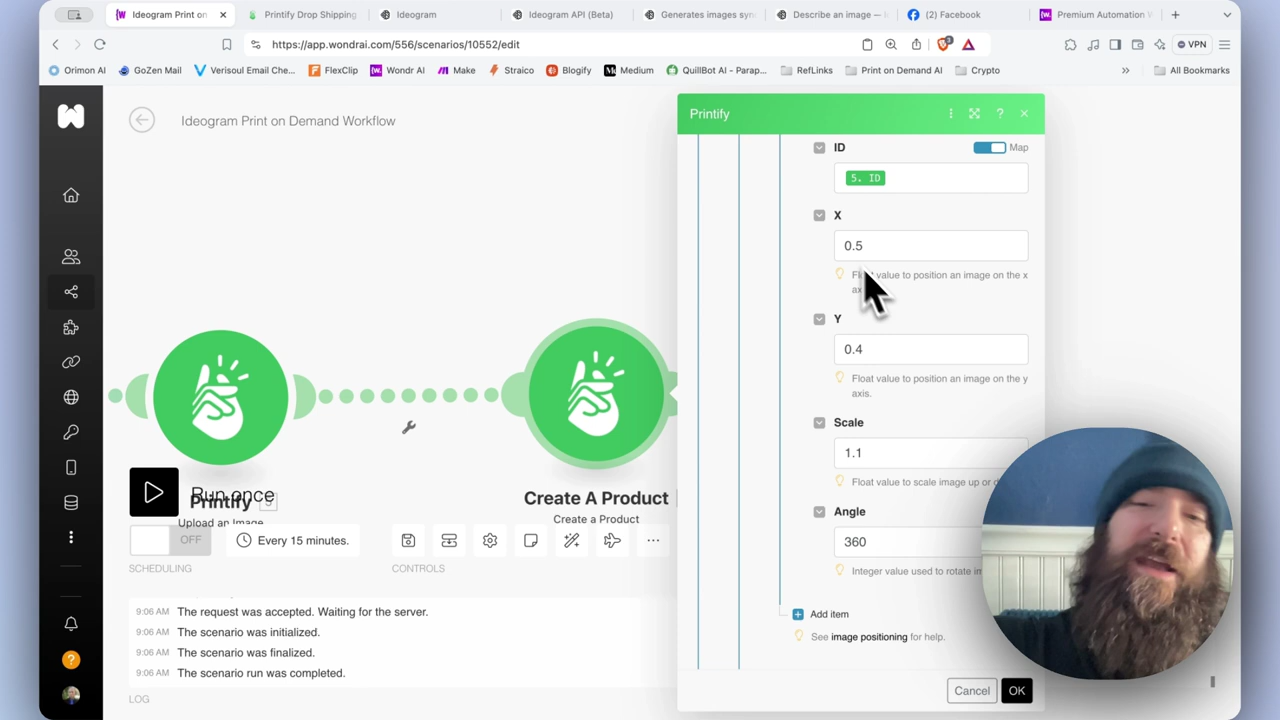 Ideogram Print on
Printify Drop Shipping
Ideogram
Ideogram API (Beta)
Generates images syn
Describe an image —
(2) Facebook
Premium Automation W
https://app.wondrai.com/556/scenarios/10552/edit
VPN
Orimon AI
GoZen Mail
Verisoul Email Che...
FlexClip
Wondr AI
Make
Straico
Blogify
Medium
QuillBot AI - Parap...
RefLinks
Print on Demand AI
Crypto
All Bookmarks
Ideogram Print on Demand Workflow
Printify
ID
Map
5. ID
X
0.5
Float value to position an image on the x
Y
0.4
Float value to position an image on the y
axis.
Scale
1.1
Float value to scale image up or
Angle
360
Integer value used to rotate
Add item
See image positioning for help.
Cancel
OK
Run once
Printify
Upload an Image
Create A Product
Create a Product
OFF
Every 15 minutes.
SCHEDULING
CONTROLS
9:06 AM The request was accepted. Waiting for the server.
9:06 AM The scenario was initialized.
9:06 AM The scenario was finalized.
9:06 AM The scenario run was completed.
LOG